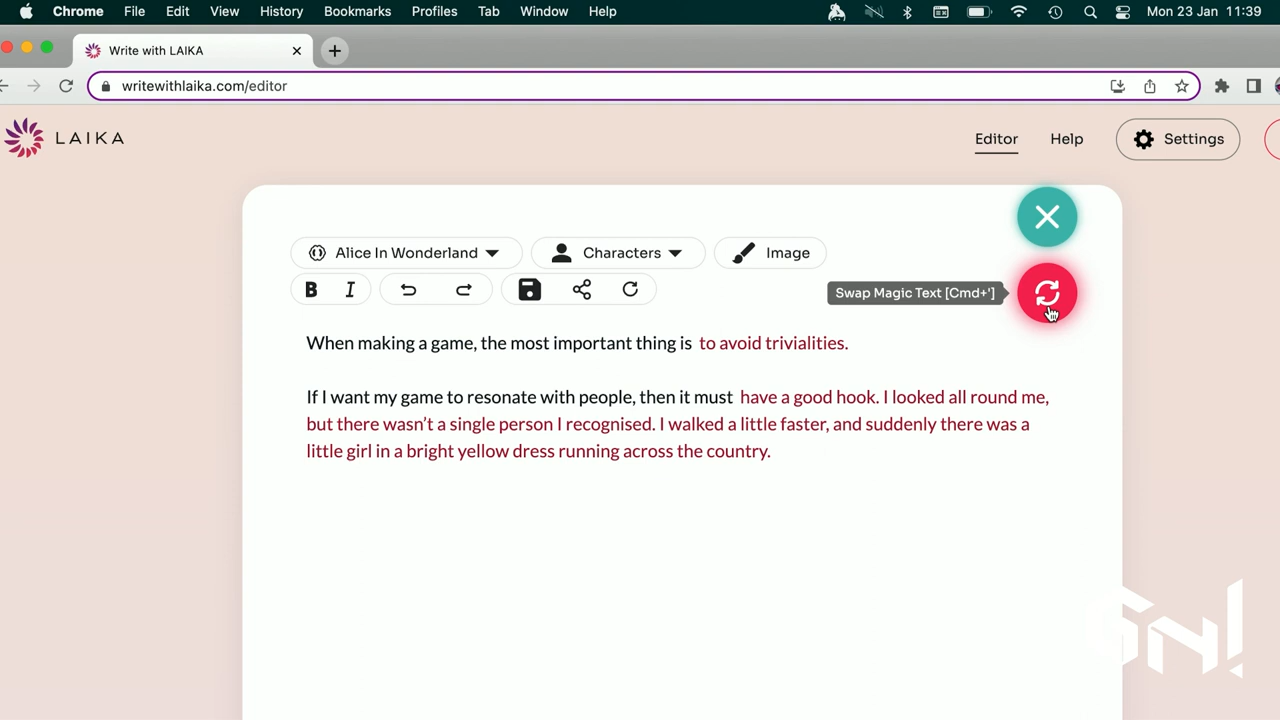 Chrome File Edit View History Bookmarks Profiles Tab Window Help Mon 23 Jan 11:39
Write with LAIKA
writewithlaika.com/editor
LAIKA Editor Help Settings
Alice In Wonderland Characters Image
B I
Swap Magic Text [Cmd+']
When making a game, the most important thing is to avoid trivialities.
If I want my game to resonate with people, then it must have a good hook. I looked all round me,
but there wasn't a single person I recognised. I walked a little faster, and suddenly there was a
little girl in a bright yellow dress running across the country.
GN!